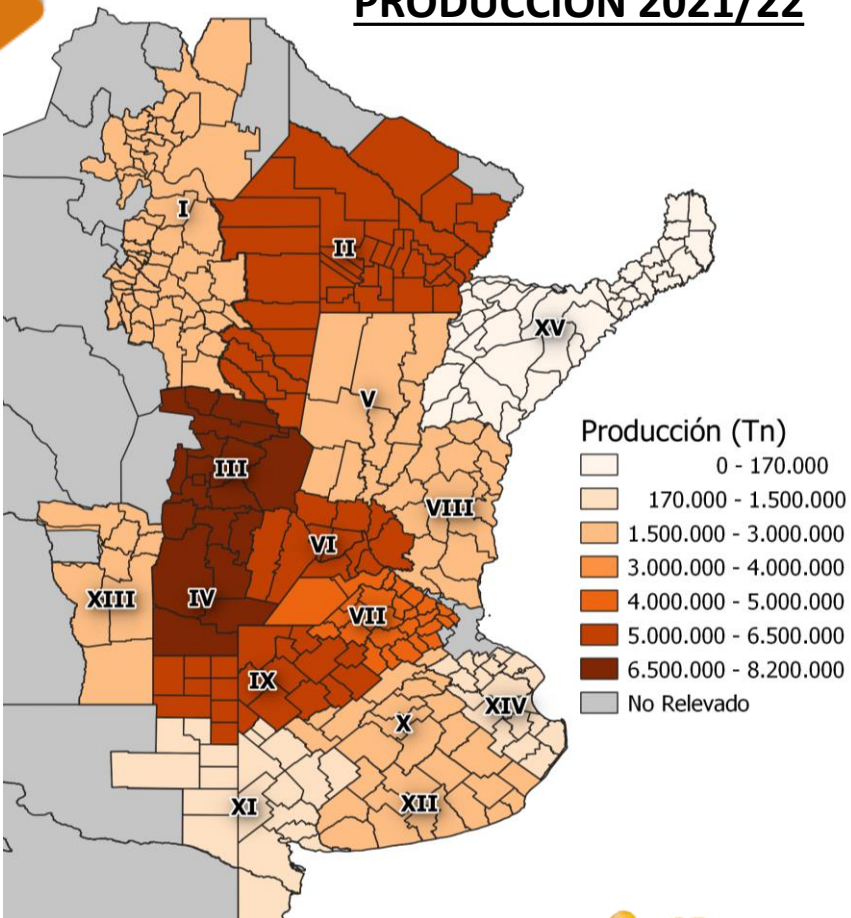 PRODUCCIÓN 2021/22
I
II
XV
V
III
VIII
VI
XIII
IV
VII
IX
X
XIV
XI
XII
Producción (Tn)
0 - 170.000
170.000 - 1.500.000
1.500.000 - 3.000.000
3.000.000 - 4.000.000
4.000.000 - 5.000.000
5.000.000 - 6.500.000
6.500.000 - 8.200.000
No Relevado